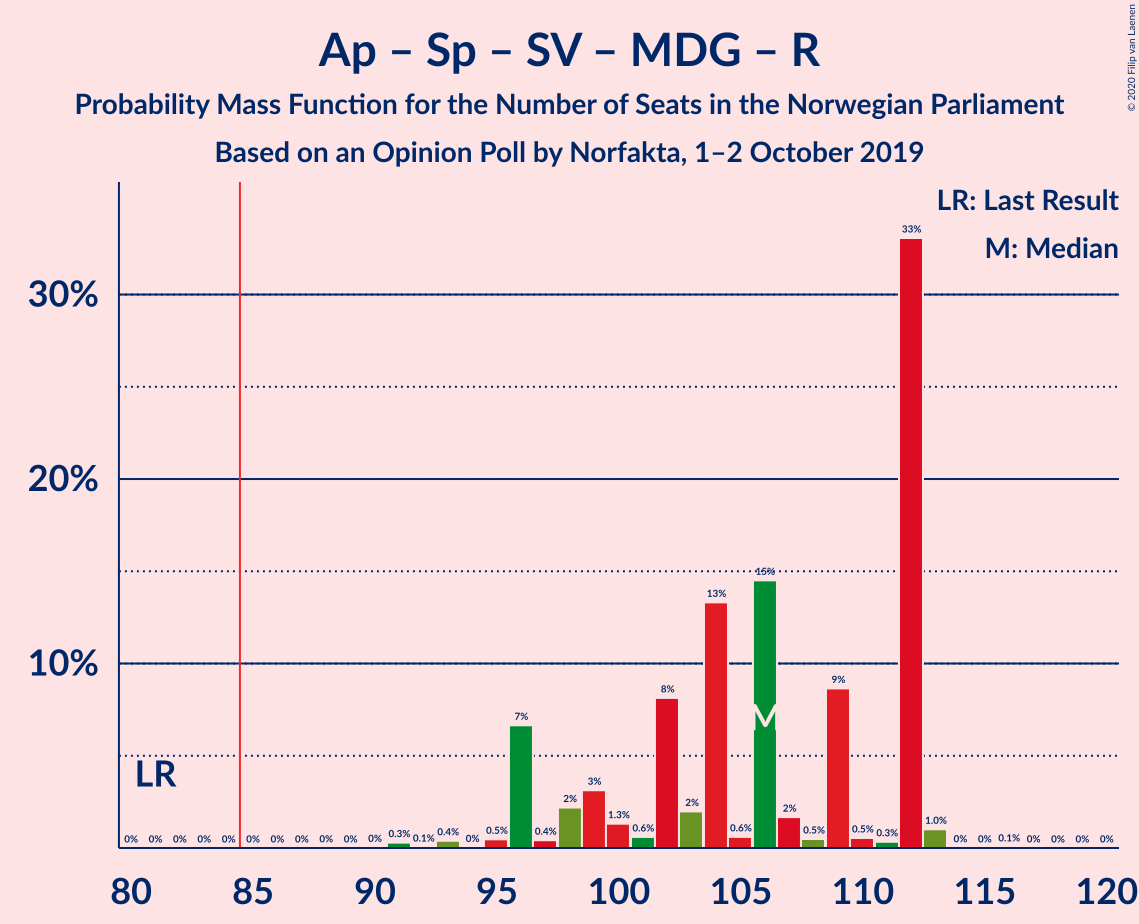 Ap – Sp – SV – MDG – R
Probability Mass Function for the Number of Seats in the Norwegian Parliament
Based on an Opinion Poll by Norfakta, 1–2 October 2019
© 2020 Filip van Laenen
LR: Last Result
M: Median
30%
20%
10%
LR
M
0% 0% 0% 0% 0% 0% 0% 0% 0% 0% 0% 0.3% 0.1% 0.4% 0% 0.5% 7% 0.4% 2% 3% 1.3% 0.6% 8% 2% 13% 0.6% 15% 2% 0.5% 9% 0.5% 0.3% 33% 1.0% 0% 0% 0.1% 0% 0% 0% 0%
80 85 90 95 100 105 110 115 120